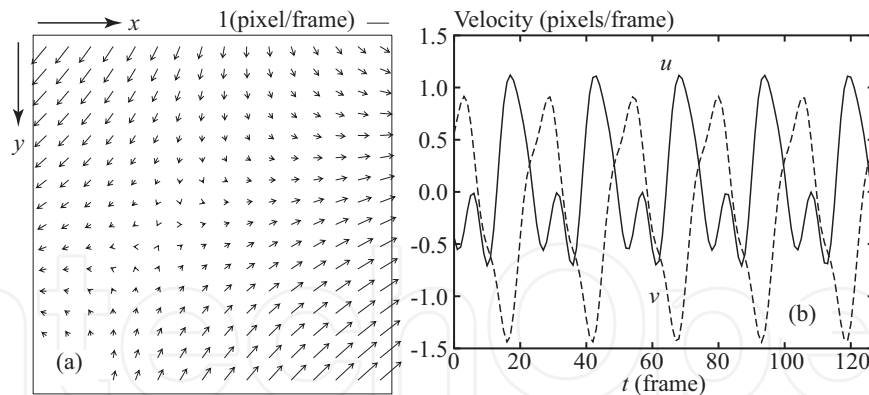 x
1(pixel/frame)
y
(a)
Velocity (pixels/frame)
1.5
1.0
0.5
0.0
-0.5
-1.0
-1.5
u
v
(b)
0 20 40 60 80 100 120
t (frame)
intechope